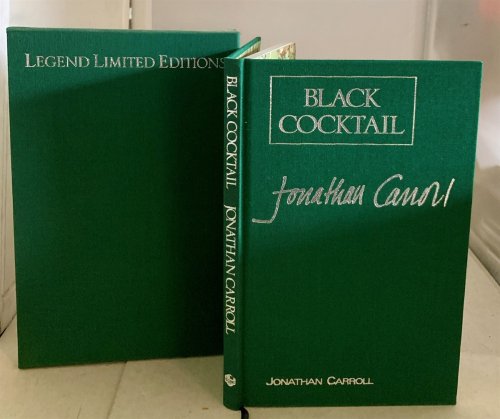 LEGEND LIMITED EDITIONS
BLACK COCKTAIL JONATHAN CARROLL
BLACK
COCKTAIL
Jonathan Carroll
JONATHAN CARROLL